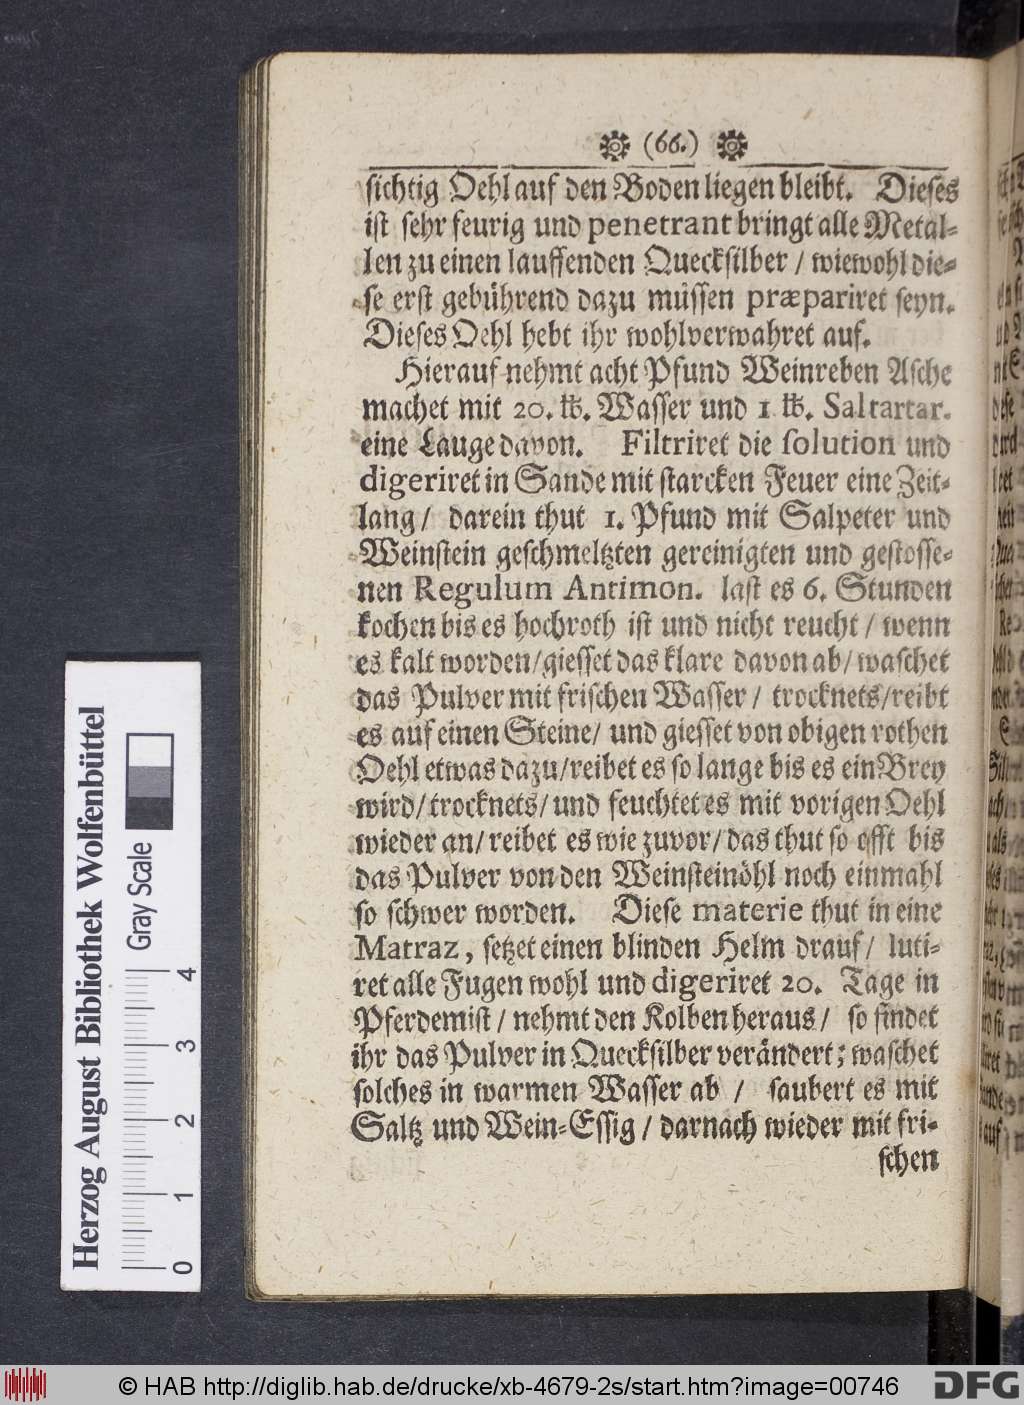 (66.)
sichtig Oehl auf den Boden liegen bleibt. Dieses
ist sehr feurig und penetrant bringt alle Metal-
len zu einen lauffenden Quecksilber / wiewohl die-
se erst gebührend dazu müssen præpariret seyn.
Dieses Oehl hebt ihr wohlverwahret auf.
Hierauf nehmt acht Pfund Weinreben Asche
machet mit 20. ℔. Wasser und 1 ℔. Sal tartar.
eine Lauge davon. Filtriret die solution und
digeriret in Sande mit starcken Feuer eine Zeit-
lang / darein thut 1. Pfund mit Salpeter und
Weinstein geschmeltzten gereinigten und gestosse-
nen Regulum Antimon. last es 6. Stunden
kochen bis es hochroth ist und nicht reucht / wenn
es kalt worden / giesset das klare davon ab / waschet
das Pulver mit frischen Wasser / trocknets / reibt
es auf einen Steine / und giesset von obigen rothen
Oehl etwas dazu / reibet es so lange bis es ein Brey
wird / trocknets / und feuchtet es mit vorigen Oehl
wieder an / reibet es wie zuvor / das thut so offt bis
das Pulver von den Weinsteinöhl noch einmahl
so schwer worden. Diese materie thut in eine
Matraz, setzet einen blinden Helm drauf / luti-
ret alle Fugen wohl und digeriret 20. Tage in
Pferdemist / nehmt den Kolben heraus / so findet
ihr das Pulver in Quecksilber verändert; waschet
solches in warmen Wasser ab / saubert es mit
Saltz und Wein-Essig / darnach wieder mit fri-
schen
Herzog August Bibliothek Wolfenbüttel
Gray Scale
0 1 2 3 4
© HAB http://diglib.hab.de/drucke/xb-4679-2s/start.htm?image=00746
DFG